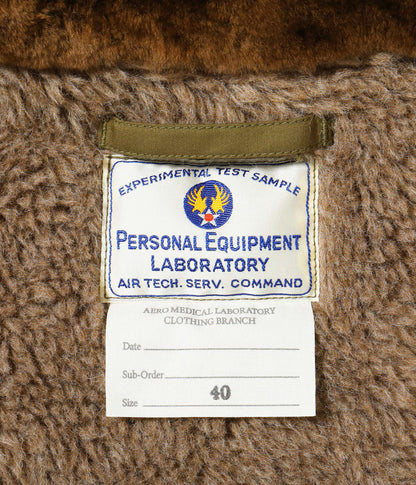 EXPERIMENTAL TEST SAMPLE
PERSONAL EQUIPMENT
LABORATORY
AIR TECH. SERV. COMMAND
AERO MEDICAL LABORATORY
CLOTHING BRANCH
Date
Sub-Order
Size 40